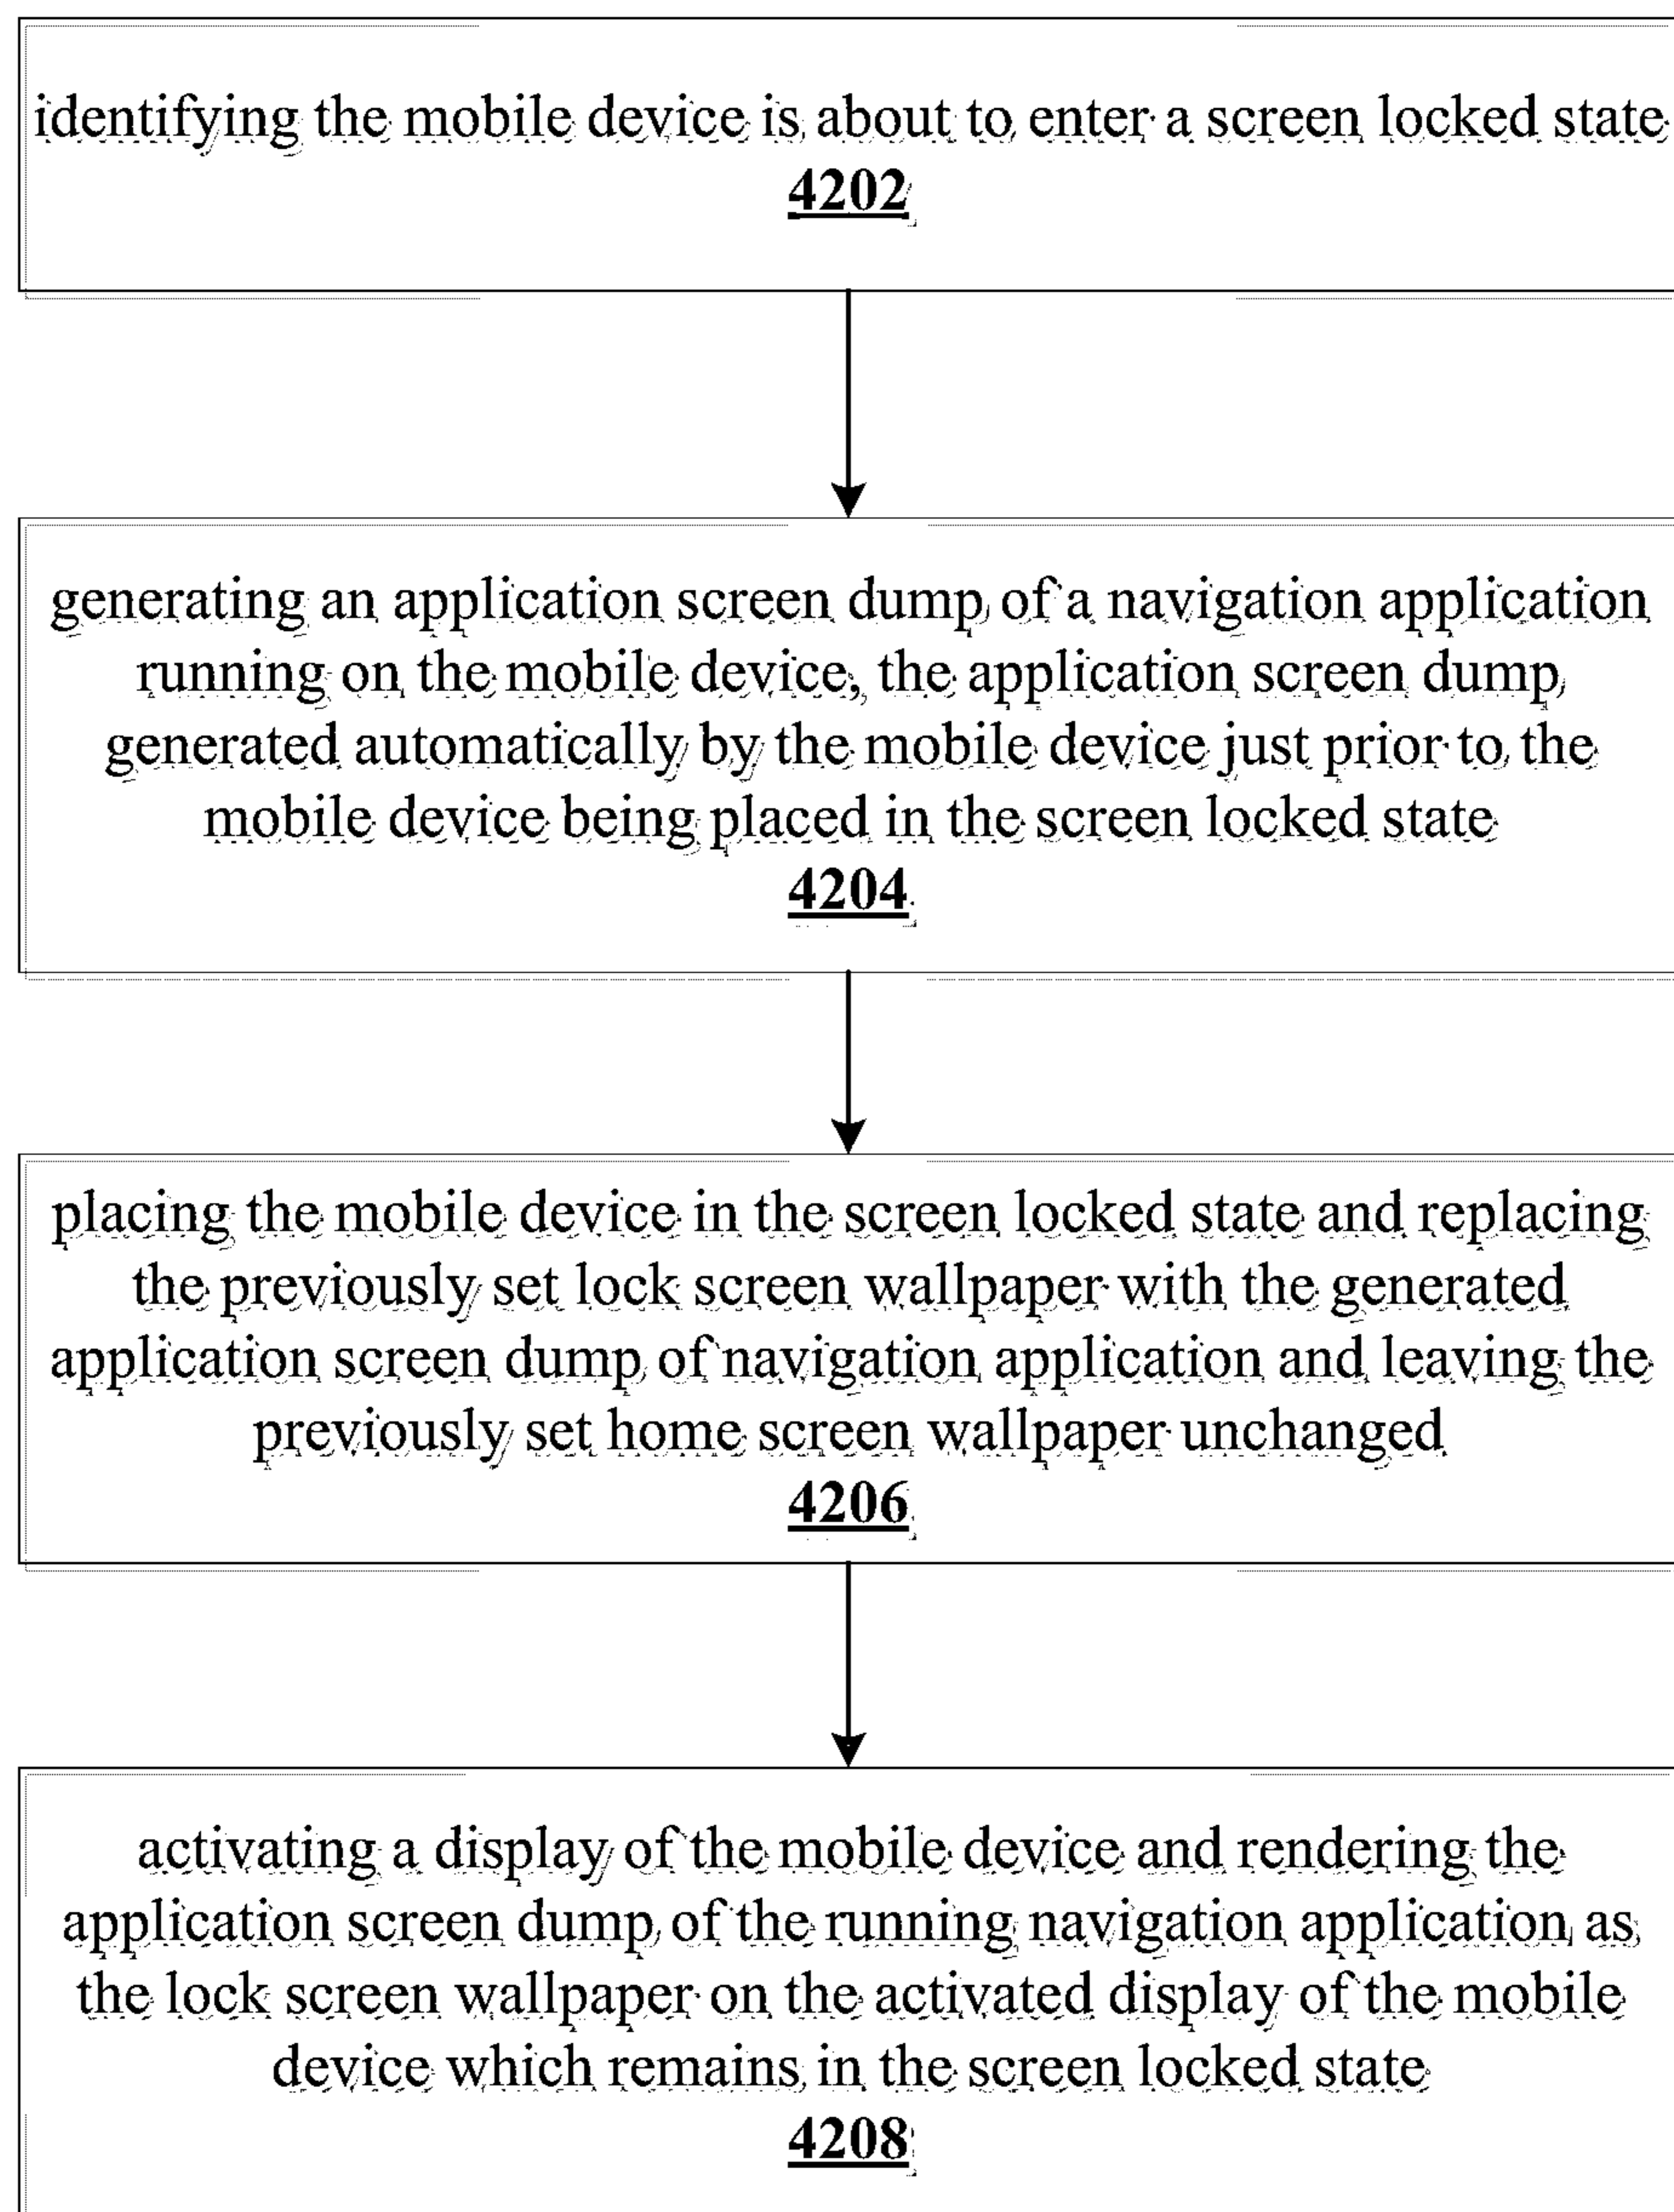 identifying the mobile device is about to enter a screen locked state
4202
generating an application screen dump of a navigation application
running on the mobile device, the application screen dump
generated automatically by the mobile device just prior to the
mobile device being placed in the screen locked state
4204
placing the mobile device in the screen locked state and replacing
the previously set lock screen wallpaper with the generated
application screen dump of navigation application and leaving the
previously set home screen wallpaper unchanged
4206
activating a display of the mobile device and rendering the
application screen dump of the running navigation application as
the lock screen wallpaper on the activated display of the mobile
device which remains in the screen locked state
4208